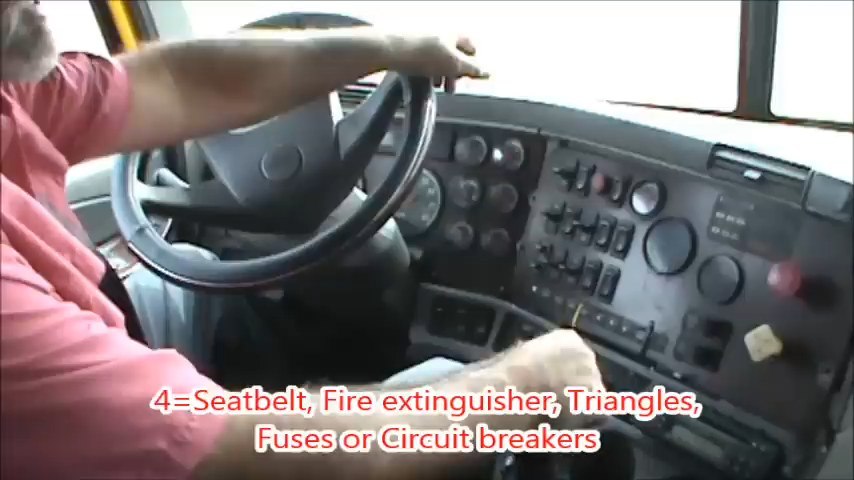 4=Seatbelt, Fire extinguisher, Triangles,
Fuses or Circuit breakers